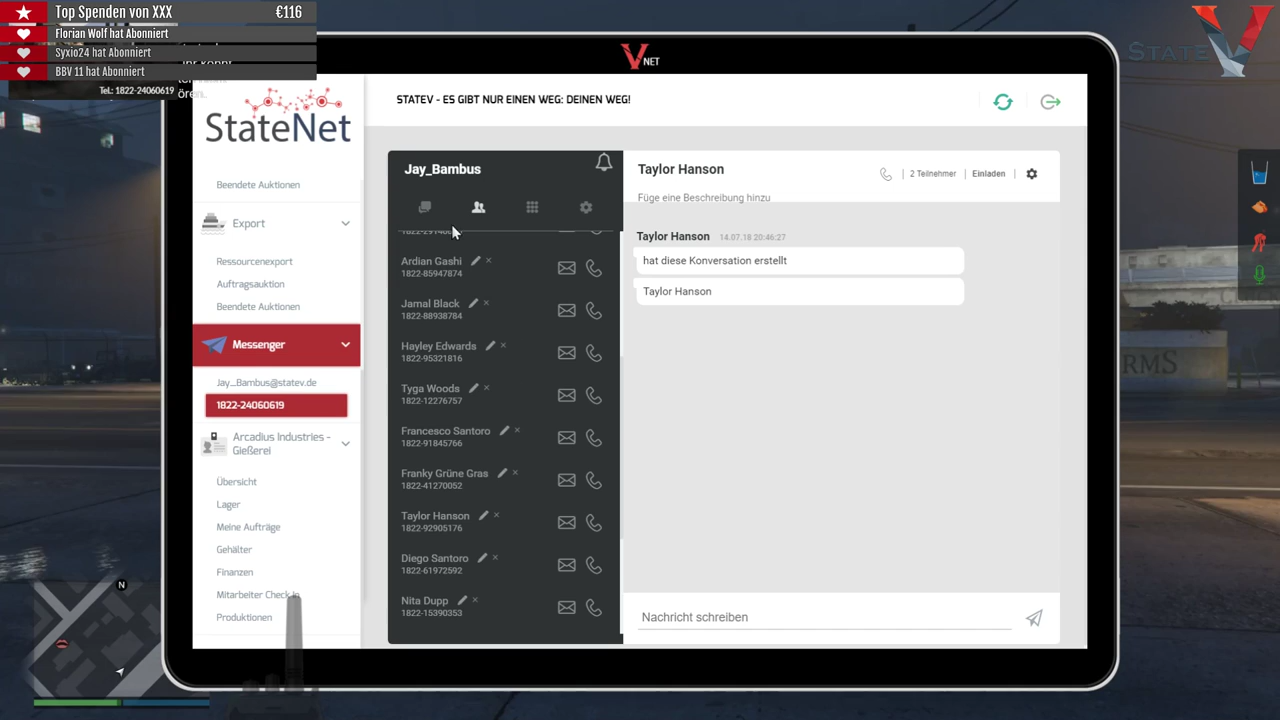 Top Spenden von XXX
€116
Florian Wolf hat Abonniert
Syxio24 hat Abonniert
BBV 11 hat Abonniert
Tel.: 1822-24060619
ören.
V NET
STATE V
StateNet
STATEV - ES GIBT NUR EINEN WEG: DEINEN WEG!
Beendete Auktionen
Export
Ressourcenexport
Auftragsauktion
Beendete Auktionen
Messenger
Jay_Bambus@statev.de
1822-24060619
Arcadius Industries -
Gießerei
Übersicht
Lager
Meine Aufträge
Gehälter
Finanzen
Mitarbeiter Check In
Produktionen
Jay_Bambus
Ardian Gashi
1822-85947874
Jamal Black
1822-88938784
Hayley Edwards
1822-95321816
Tyga Woods
1822-12276757
Francesco Santoro
1822-91845766
Franky Grüne Gras
1822-41270052
Taylor Hanson
1822-92905176
Diego Santoro
1822-61972592
Nita Dupp
1822-15390353
Taylor Hanson
2 Teilnehmer
Einladen
Füge eine Beschreibung hinzu
Taylor Hanson 14.07.18 20:46:27
hat diese Konversation erstellt
Taylor Hanson
Nachricht schreiben
N